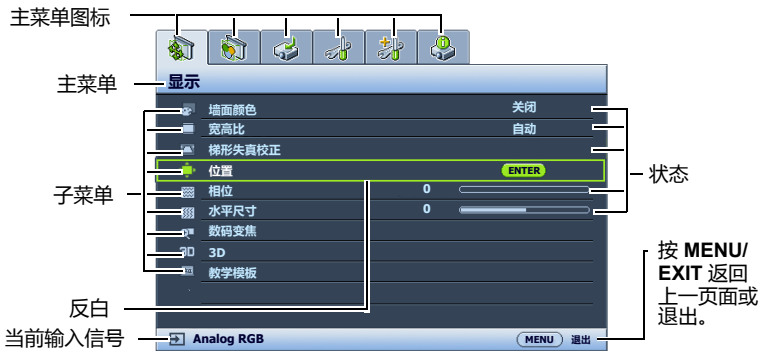 主菜单图标
主菜单
显示
墙面颜色 关闭
宽高比 自动
梯形失真校正
位置 ENTER
状态
子菜单
相位 0
水平尺寸 0
数码变焦
3D 3D
教学模板
按 MENU/
EXIT 返回
上一页面或
退出。
反白
当前输入信号
Analog RGB MENU 退出